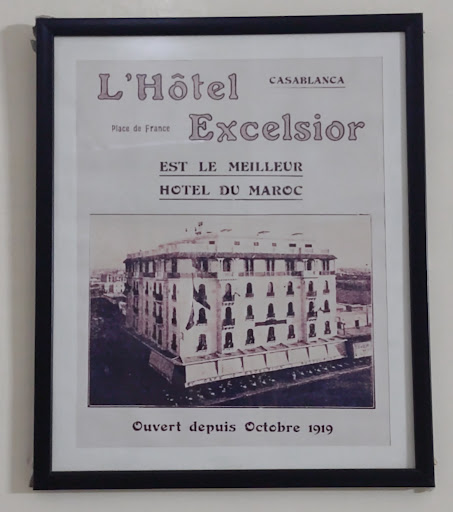 L'Hôtel
CASABLANCA
Place de France
Excelsior
EST LE MEILLEUR
HOTEL DU MAROC
Ouvert depuis Octobre 1919